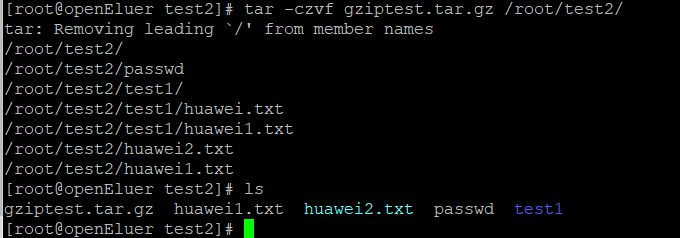 [root@openEluer test2]# tar -czvf gziptest.tar.gz /root/test2/
tar: Removing leading `/' from member names
/root/test2/
/root/test2/passwd
/root/test2/test1/
/root/test2/test1/huawei.txt
/root/test2/test1/huawei1.txt
/root/test2/huawei2.txt
/root/test2/huawei1.txt
[root@openEluer test2]# ls
gziptest.tar.gz  huawei1.txt  huawei2.txt  passwd  test1
[root@openEluer test2]#